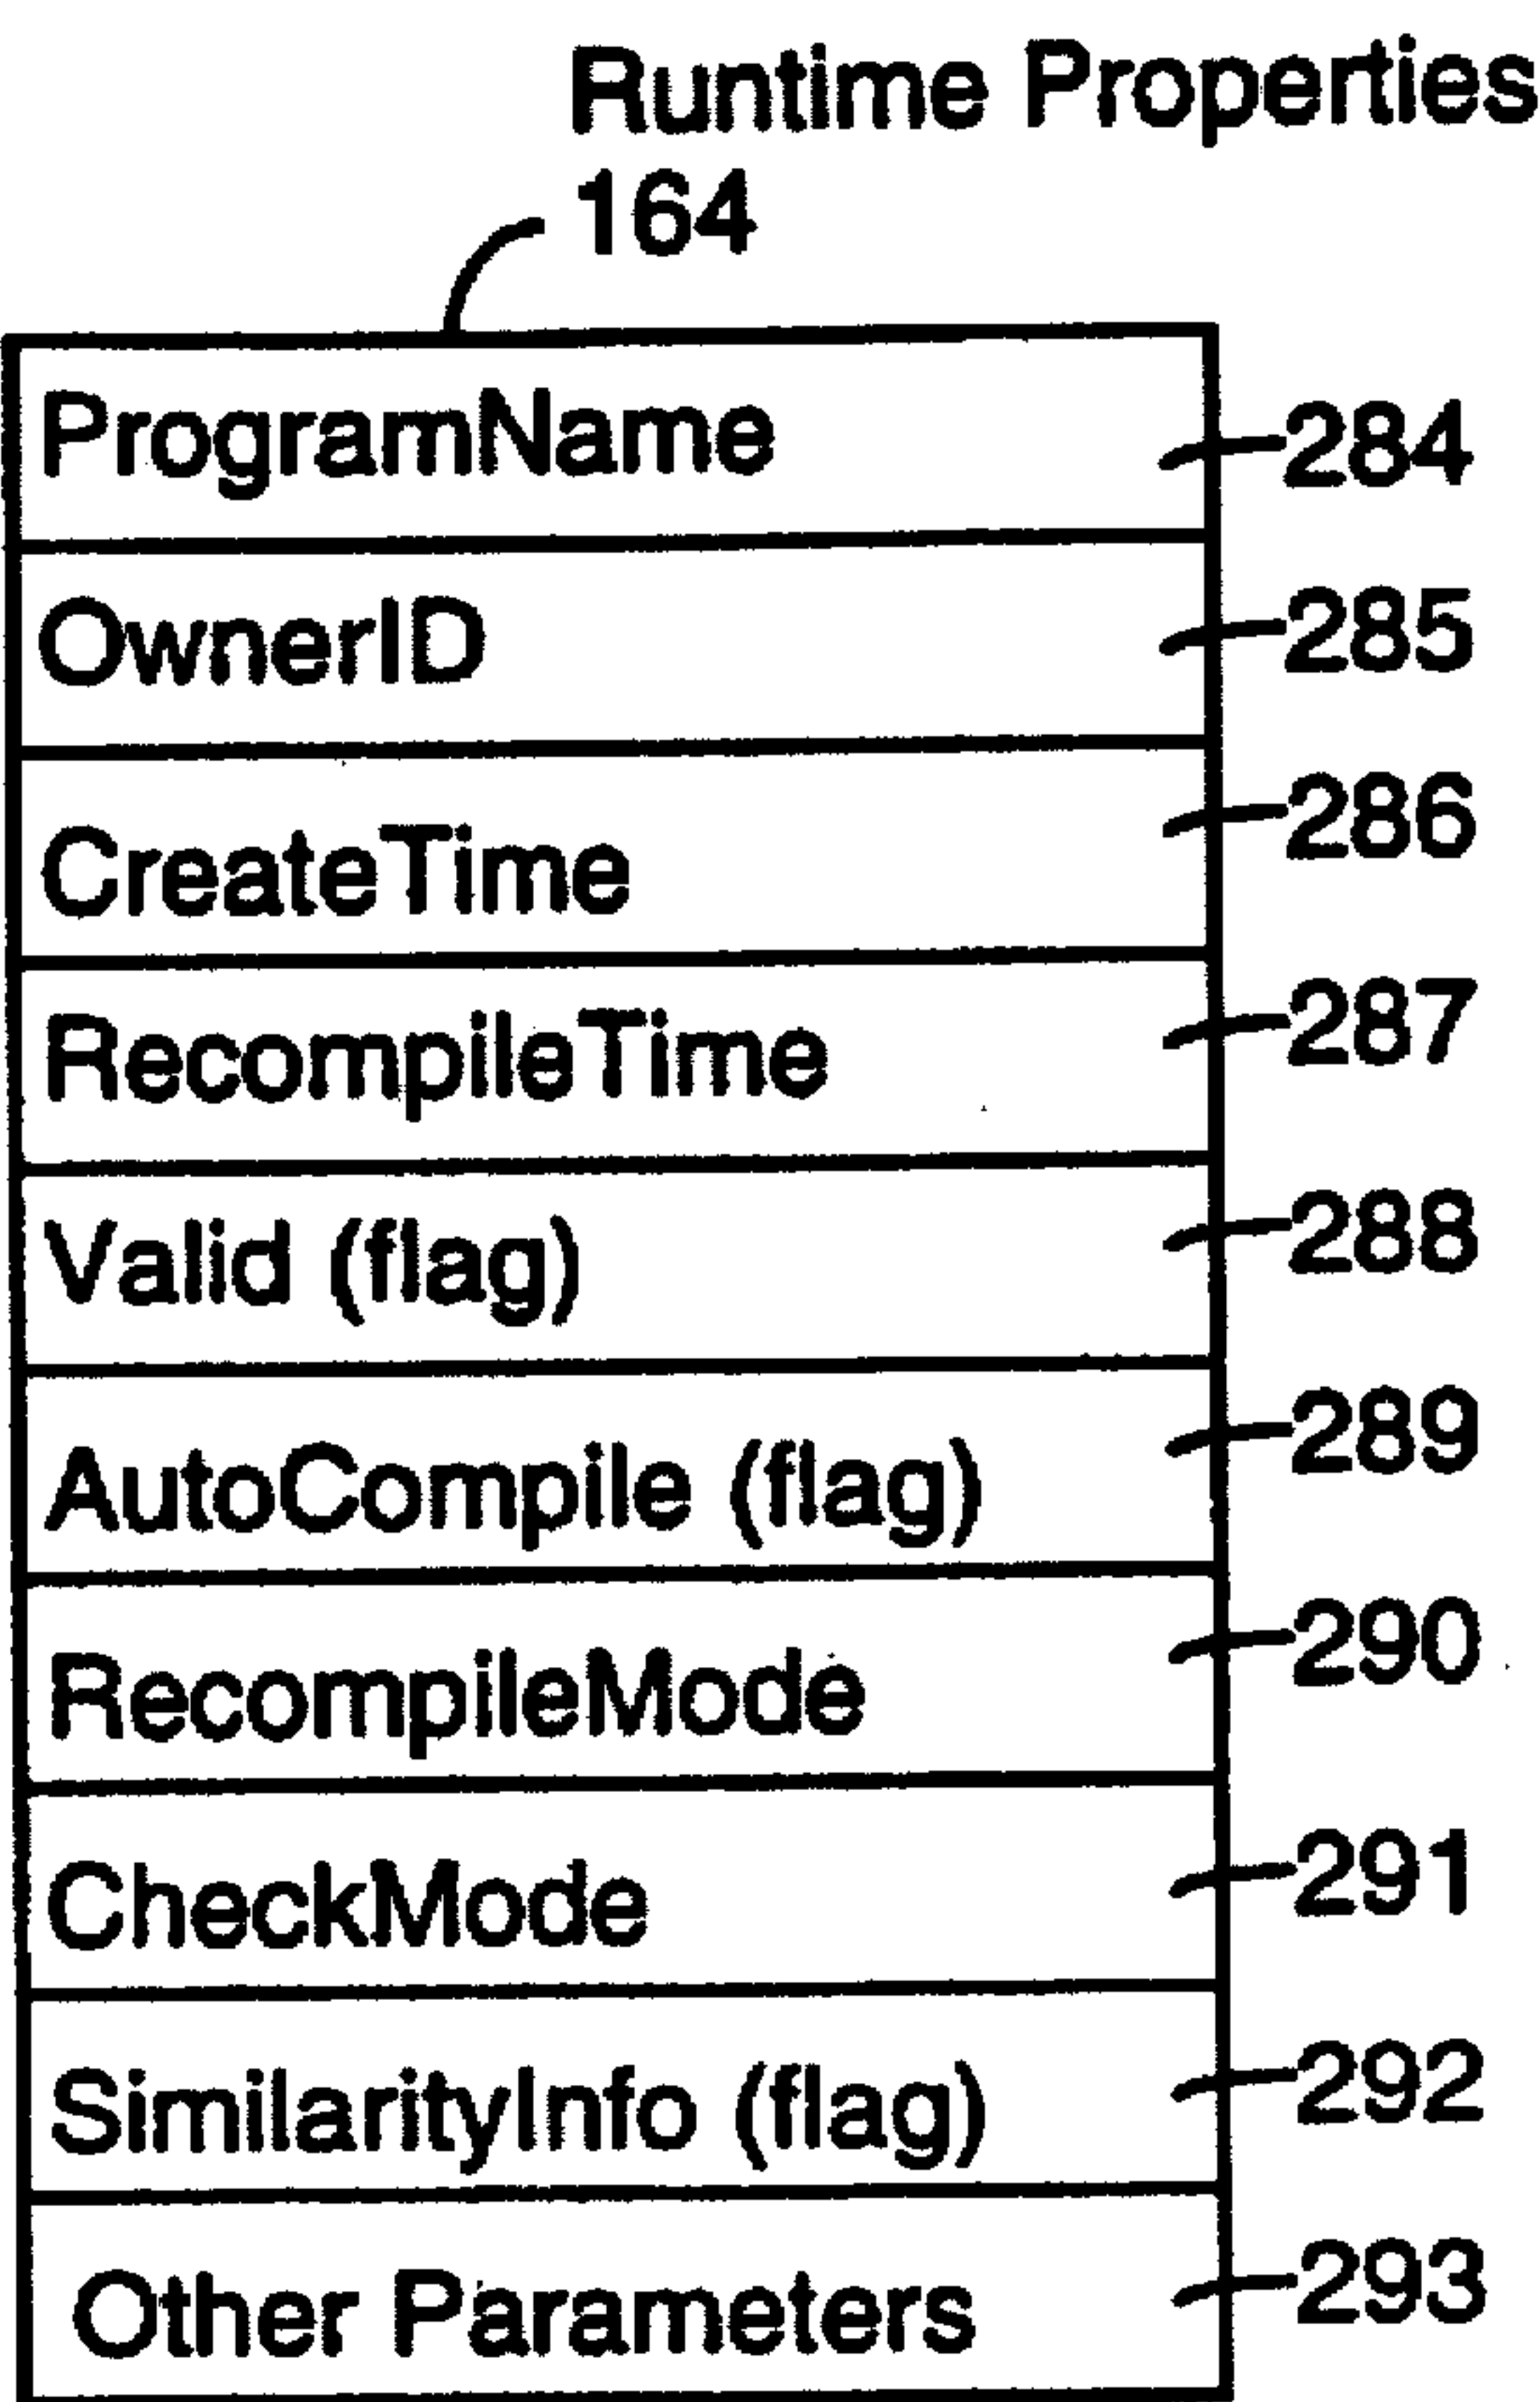 Runtime Properties
164
ProgramName 284
OwnerID 285
CreateTime 286
RecompileTime 287
Valid (flag) 288
AutoCompile (flag) 289
RecompileMode 290
CheckMode 291
SimilarityInfo (flag) 292
Other Parameters 293